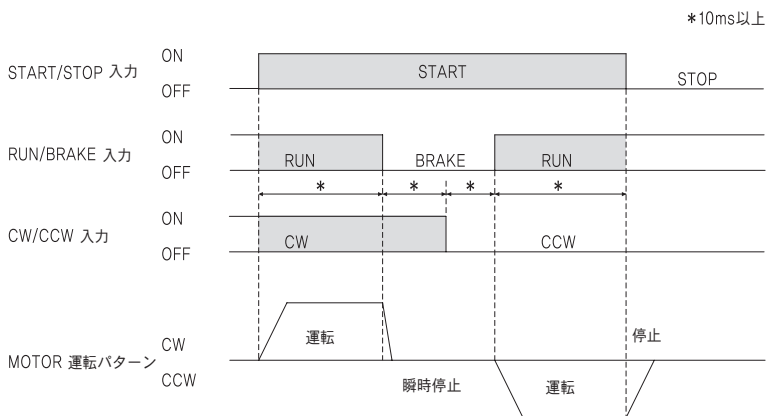 *10ms以上
START/STOP 入力
ON
OFF
START
STOP
RUN/BRAKE 入力
ON
OFF
RUN
BRAKE
RUN
* * * *
CW/CCW 入力
ON
OFF
CW
CCW
MOTOR 運転パターン
CW
CCW
運転
瞬時停止
運転
停止